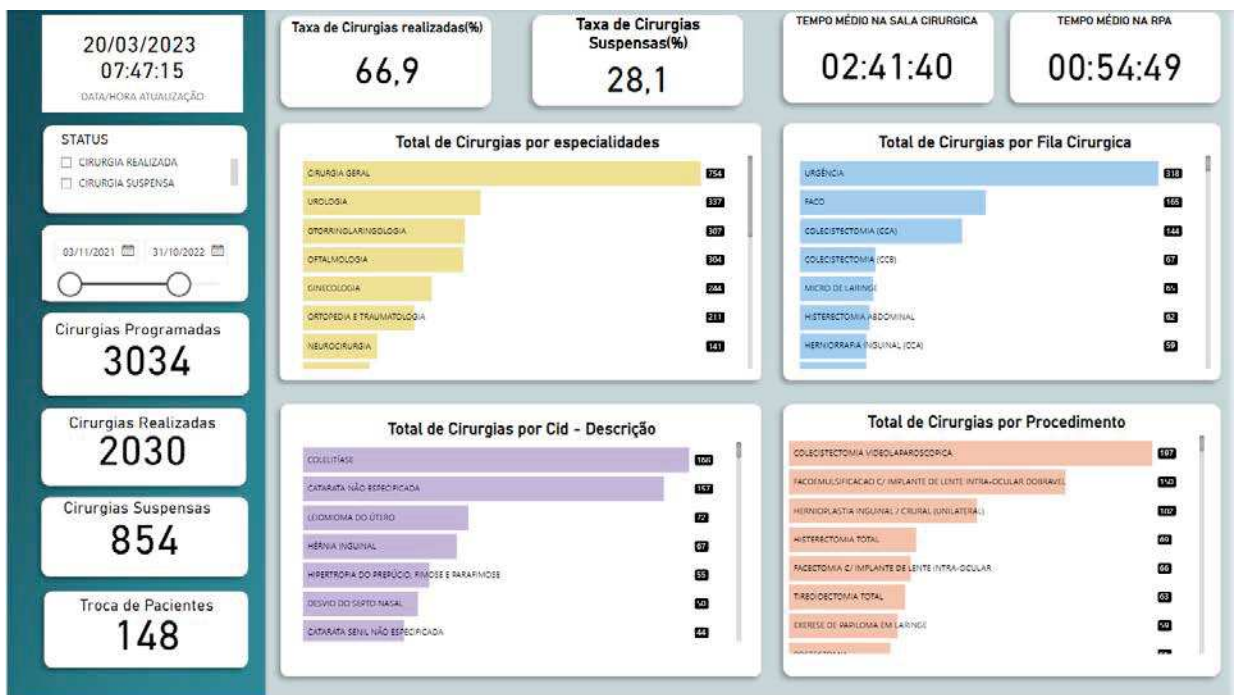 20/03/2023
07:47:15
DATA/HORA ATUALIZAÇÃO
STATUS
CIRURGIA REALIZADA
CIRURGIA SUSPENSA
03/11/2021
31/10/2022
Cirurgias Programadas
3034
Cirurgias Realizadas
2030
Cirurgias Suspensas
854
Troca de Pacientes
148
Taxa de Cirurgias realizadas(%)
66,9
Taxa de Cirurgias
Suspensas(%)
28,1
TEMPO MÉDIO NA SALA CIRURGICA
02:41:40
TEMPO MÉDIO NA RPA
00:54:49
Total de Cirurgias por especialidades
CIRURGIA GERAL 754
UROLOGIA 337
OTORRINOLARINGOLOGIA 307
OFTALMOLOGIA 304
GINECOLOGIA 244
ORTOPEDIA E TRAUMATOLOGIA 211
NEUROCIRURGIA 141
Total de Cirurgias por Fila Cirurgica
URGÊNCIA 318
FACO 165
COLECISTECTOMIA (CCA) 144
COLECISTECTOMIA (CCB) 67
MICRO DE LARINGE 65
HISTERECTOMIA ABDOMINAL 62
HERNIORRAFIA INGUINAL (CCA) 59
Total de Cirurgias por Cid - Descrição
COLELITÍASE 168
CATARATA NÃO ESPECIFICADA 157
LEIOMIOMA DO ÚTERO 72
HÉRNIA INGUINAL 67
HIPERTROFIA DO PREPÚCIO, FIMOSE E PARAFIMOSE 55
DESVIO DO SEPTO NASAL 50
CATARATA SENIL NÃO ESPECIFICADA 44
Total de Cirurgias por Procedimento
COLECISTECTOMIA VIDEOLAPAROSCOPICA 197
FACOEMULSIFICACAO C/ IMPLANTE DE LENTE INTRA-OCULAR DOBRAVEL 150
HERNIOPLASTIA INGUINAL / CRURAL (UNILATERAL) 102
HISTERECTOMIA TOTAL 69
FACECTOMIA C/ IMPLANTE DE LENTE INTRA-OCULAR 66
TIREOIDECTOMIA TOTAL 63
EXERESE DE PAPILOMA EM LARINGE 59